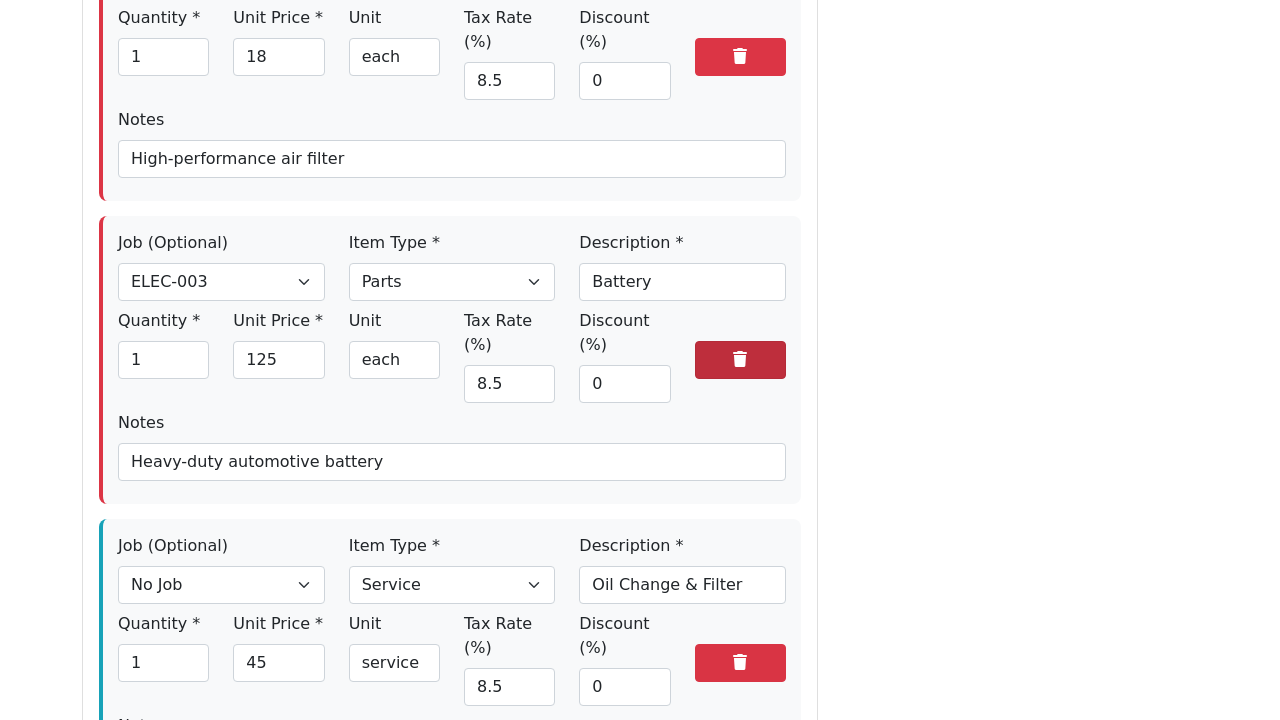 Quantity * Unit Price * Unit Tax Rate (%) Discount (%)
1 18 each 8.5 0
Notes
High-performance air filter
Job (Optional) Item Type * Description *
ELEC-003 Parts Battery
Quantity * Unit Price * Unit Tax Rate (%) Discount (%)
1 125 each 8.5 0
Notes
Heavy-duty automotive battery
Job (Optional) Item Type * Description *
No Job Service Oil Change & Filter
Quantity * Unit Price * Unit Tax Rate (%) Discount (%)
1 45 service 8.5 0